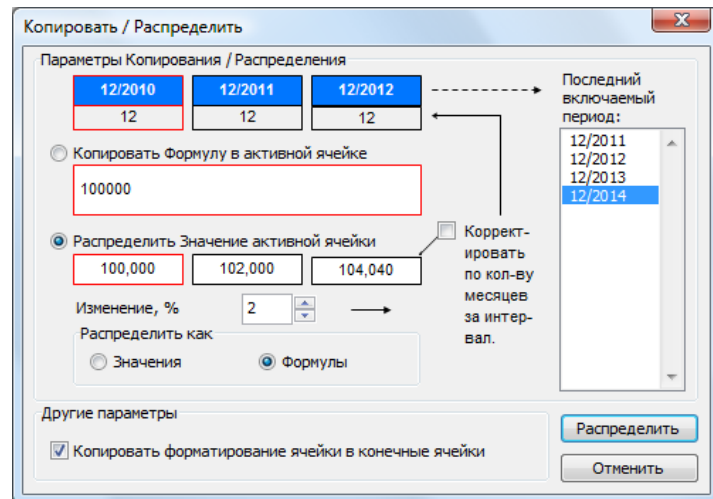 Копировать / Распределить
Параметры Копирования / Распределения
12/2010 12/2011 12/2012
12 12 12
Последний
включаемый
период:
12/2011
12/2012
12/2013
12/2014
Копировать Формулу в активной ячейке
100000
Распределить Значение активной ячейки
100,000 102,000 104,040
Коррект-
ировать
по кол-ву
месяцев
за интер-
вал.
Изменение, % 2
Распределить как
Значения Формулы
Другие параметры
Копировать форматирование ячейки в конечные ячейки
Распределить
Отменить